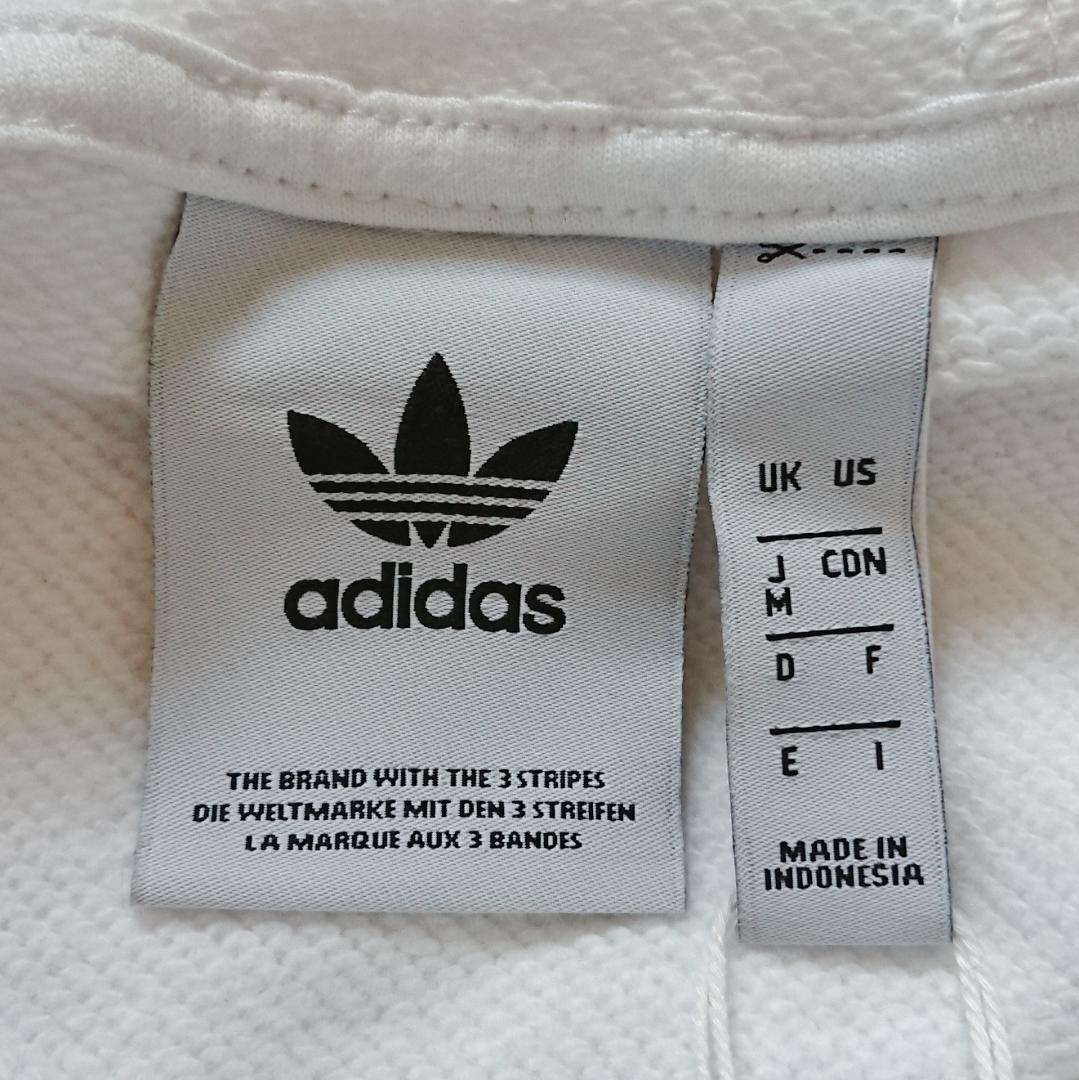 adidas
THE BRAND WITH THE 3 STRIPES
DIE WELTMARKE MIT DEN 3 STREIFEN
LA MARQUE AUX 3 BANDES
UK US
J CDN
M
D F
E I
MADE IN
INDONESIA